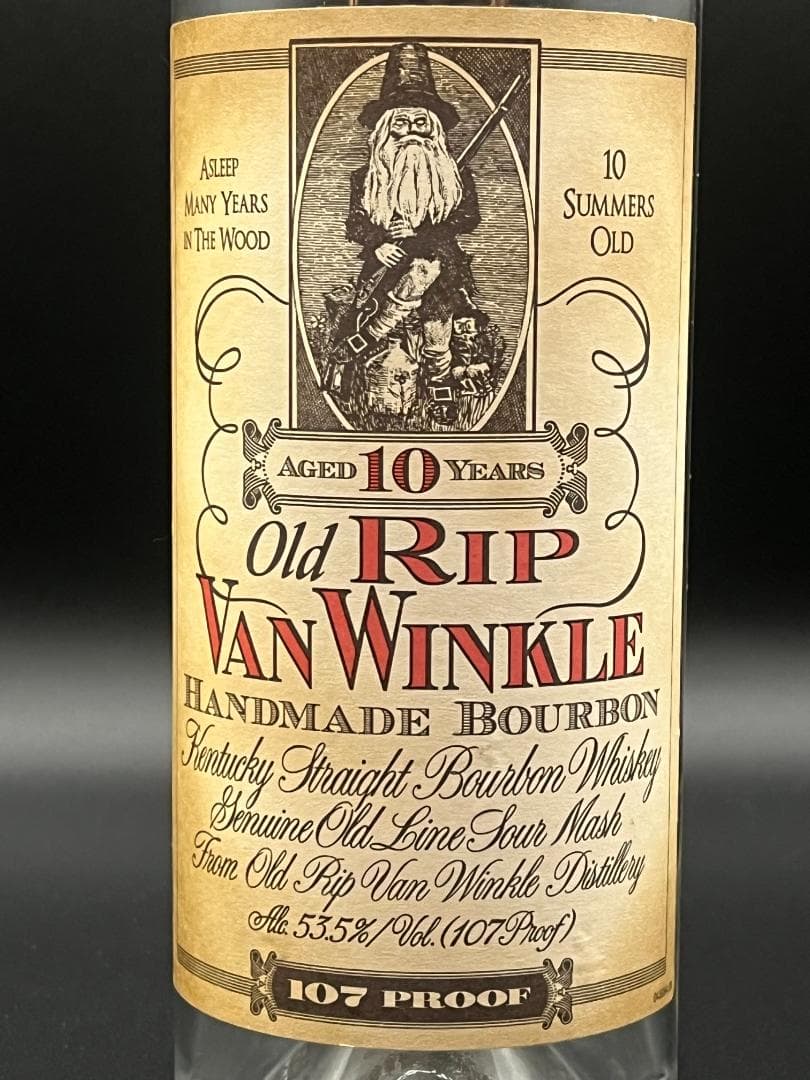 ASLEEP
MANY YEARS
IN THE WOOD
10
SUMMERS
OLD
AGED 10 YEARS
Old RIP
VAN WINKLE
HANDMADE BOURBON
Kentucky Straight Bourbon Whiskey
Genuine Old Line Sour Mash
From Old Rip Van Winkle Distillery
Alc. 53.5%/Vol. (107 Proof)
107 PROOF